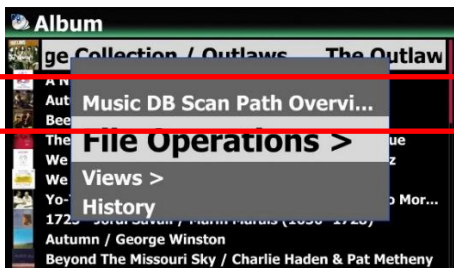 Album
ge Collection / Outlaws The Outlaw
A N
Aut
Music DB Scan Path Overvi...
Bee
The
File Operations >
ue
We
z
We
Views >
Yo-
o Mor...
History
1723
Autumn / George Winston
Beyond The Missouri Sky / Charlie Haden & Pat Metheny